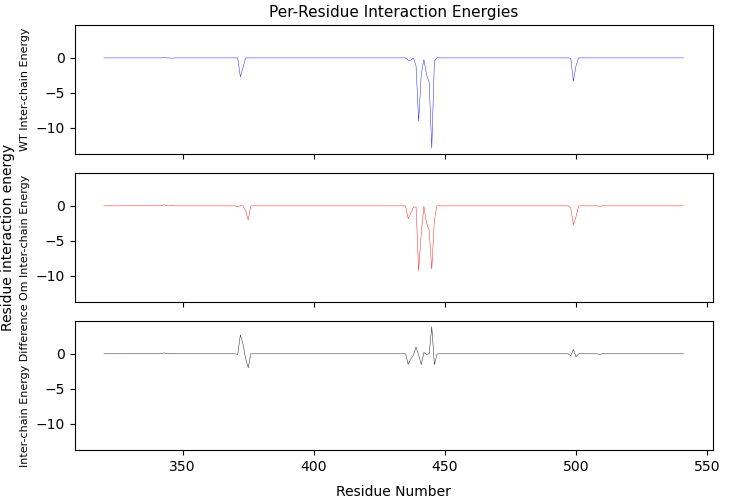 Per-Residue Interaction Energies
Residue interaction energy
WT Inter-chain Energy
0
−5
−10
Om Inter-chain Energy
0
−5
−10
Inter-chain Energy Difference
0
−5
−10
350
400
450
500
550
Residue Number